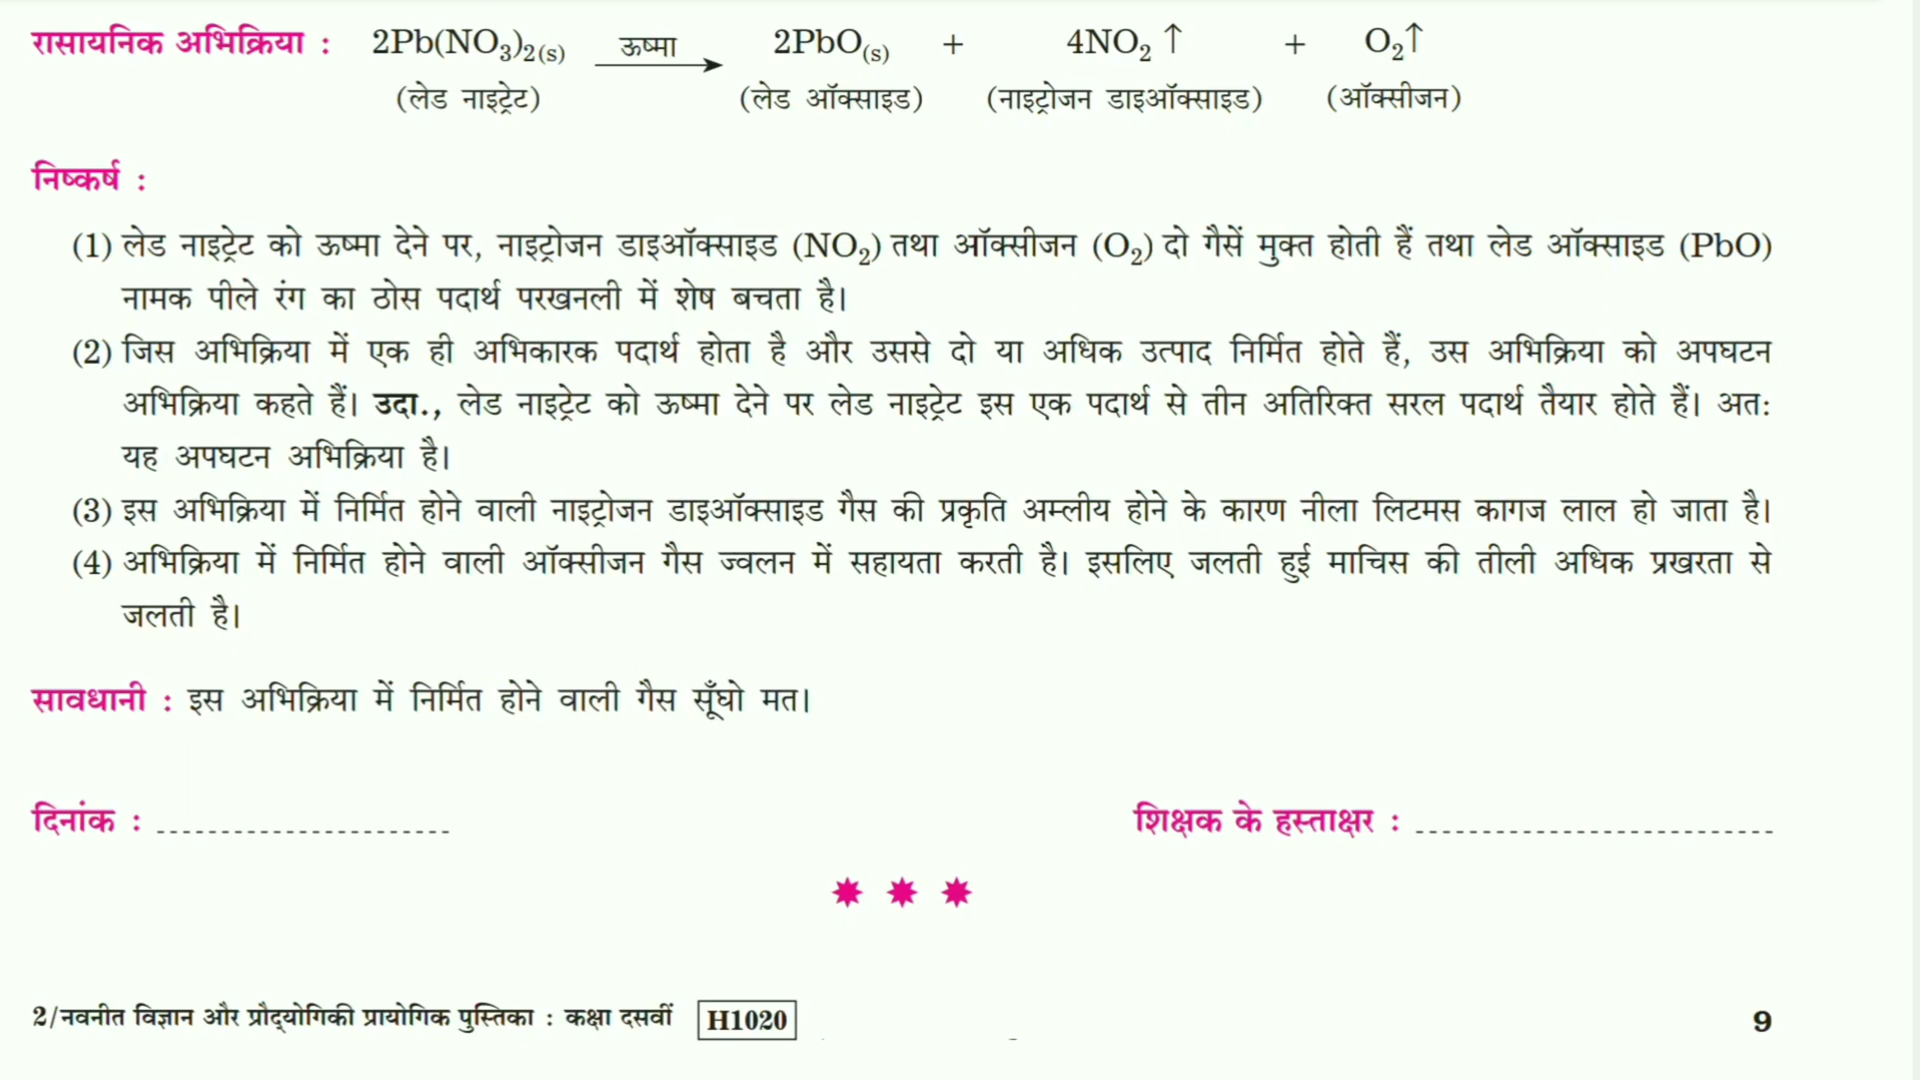 रासायनिक अभिक्रिया : 2Pb(NO₃)₂(s) ऊष्मा → 2PbO(s) + 4NO₂ ↑ + O₂↑
(लेड नाइट्रेट) (लेड ऑक्साइड) (नाइट्रोजन डाइऑक्साइड) (ऑक्सीजन)
निष्कर्ष :
(1) लेड नाइट्रेट को ऊष्मा देने पर, नाइट्रोजन डाइऑक्साइड (NO₂) तथा ऑक्सीजन (O₂) दो गैसें मुक्त होती हैं तथा लेड ऑक्साइड (PbO)
नामक पीले रंग का ठोस पदार्थ परखनली में शेष बचता है।
(2) जिस अभिक्रिया में एक ही अभिकारक पदार्थ होता है और उससे दो या अधिक उत्पाद निर्मित होते हैं, उस अभिक्रिया को अपघटन
अभिक्रिया कहते हैं। उदा., लेड नाइट्रेट को ऊष्मा देने पर लेड नाइट्रेट इस एक पदार्थ से तीन अतिरिक्त सरल पदार्थ तैयार होते हैं। अतः
यह अपघटन अभिक्रिया है।
(3) इस अभिक्रिया में निर्मित होने वाली नाइट्रोजन डाइऑक्साइड गैस की प्रकृति अम्लीय होने के कारण नीला लिटमस कागज लाल हो जाता है।
(4) अभिक्रिया में निर्मित होने वाली ऑक्सीजन गैस ज्वलन में सहायता करती है। इसलिए जलती हुई माचिस की तीली अधिक प्रखरता से
जलती है।
सावधानी : इस अभिक्रिया में निर्मित होने वाली गैस सूँघो मत।
दिनांक : शिक्षक के हस्ताक्षर :
2/नवनीत विज्ञान और प्रौद्योगिकी प्रायोगिक पुस्तिका : कक्षा दसवीं H1020 9